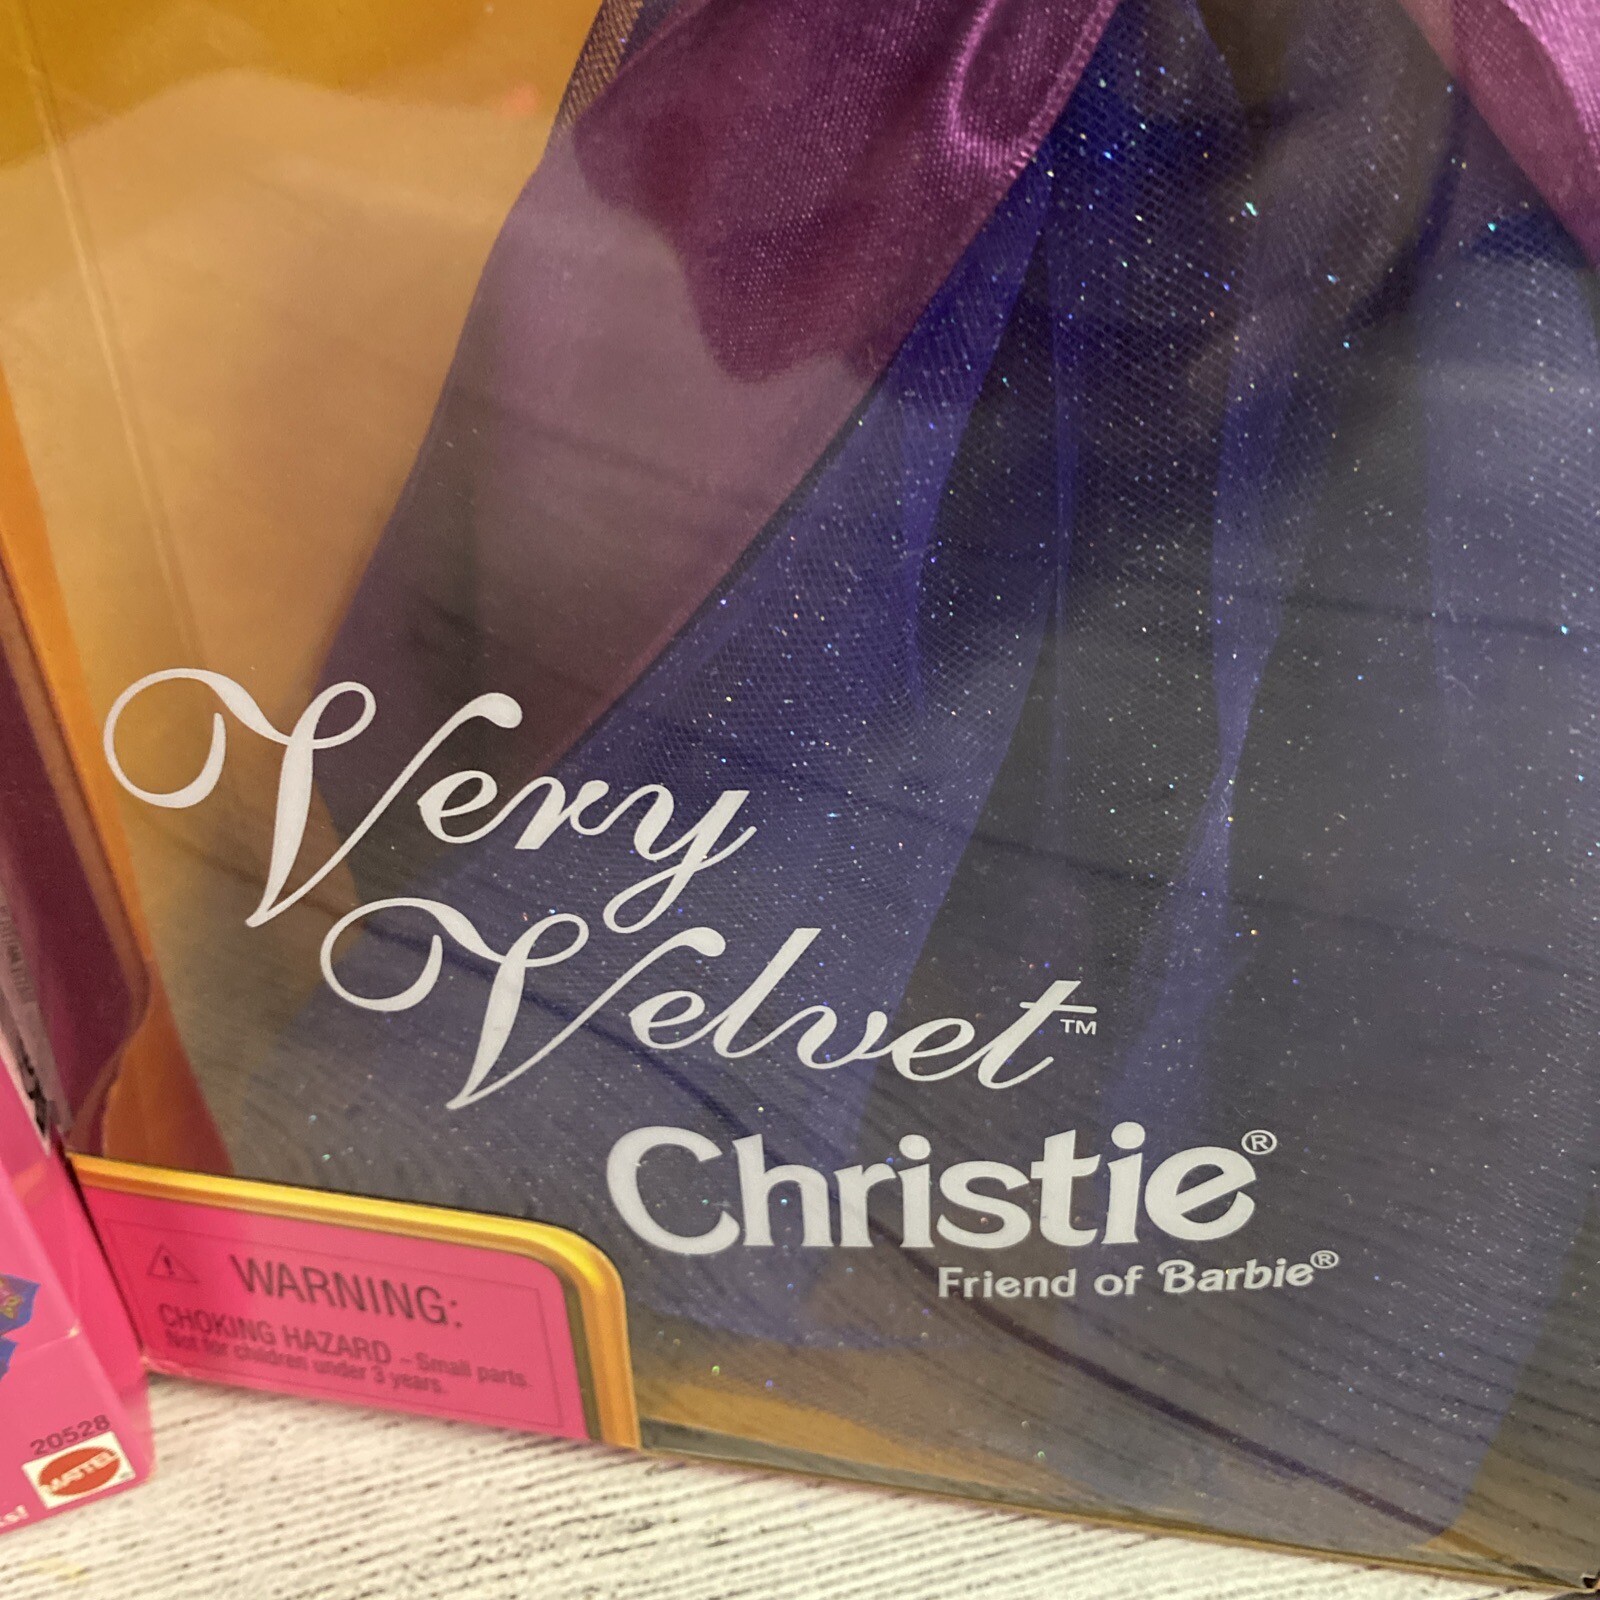 Very
Velvet™
Christie®
Friend of Barbie®
⚠ WARNING:
CHOKING HAZARD – Small parts
Not for children under 3 years.
20528
MATTEL